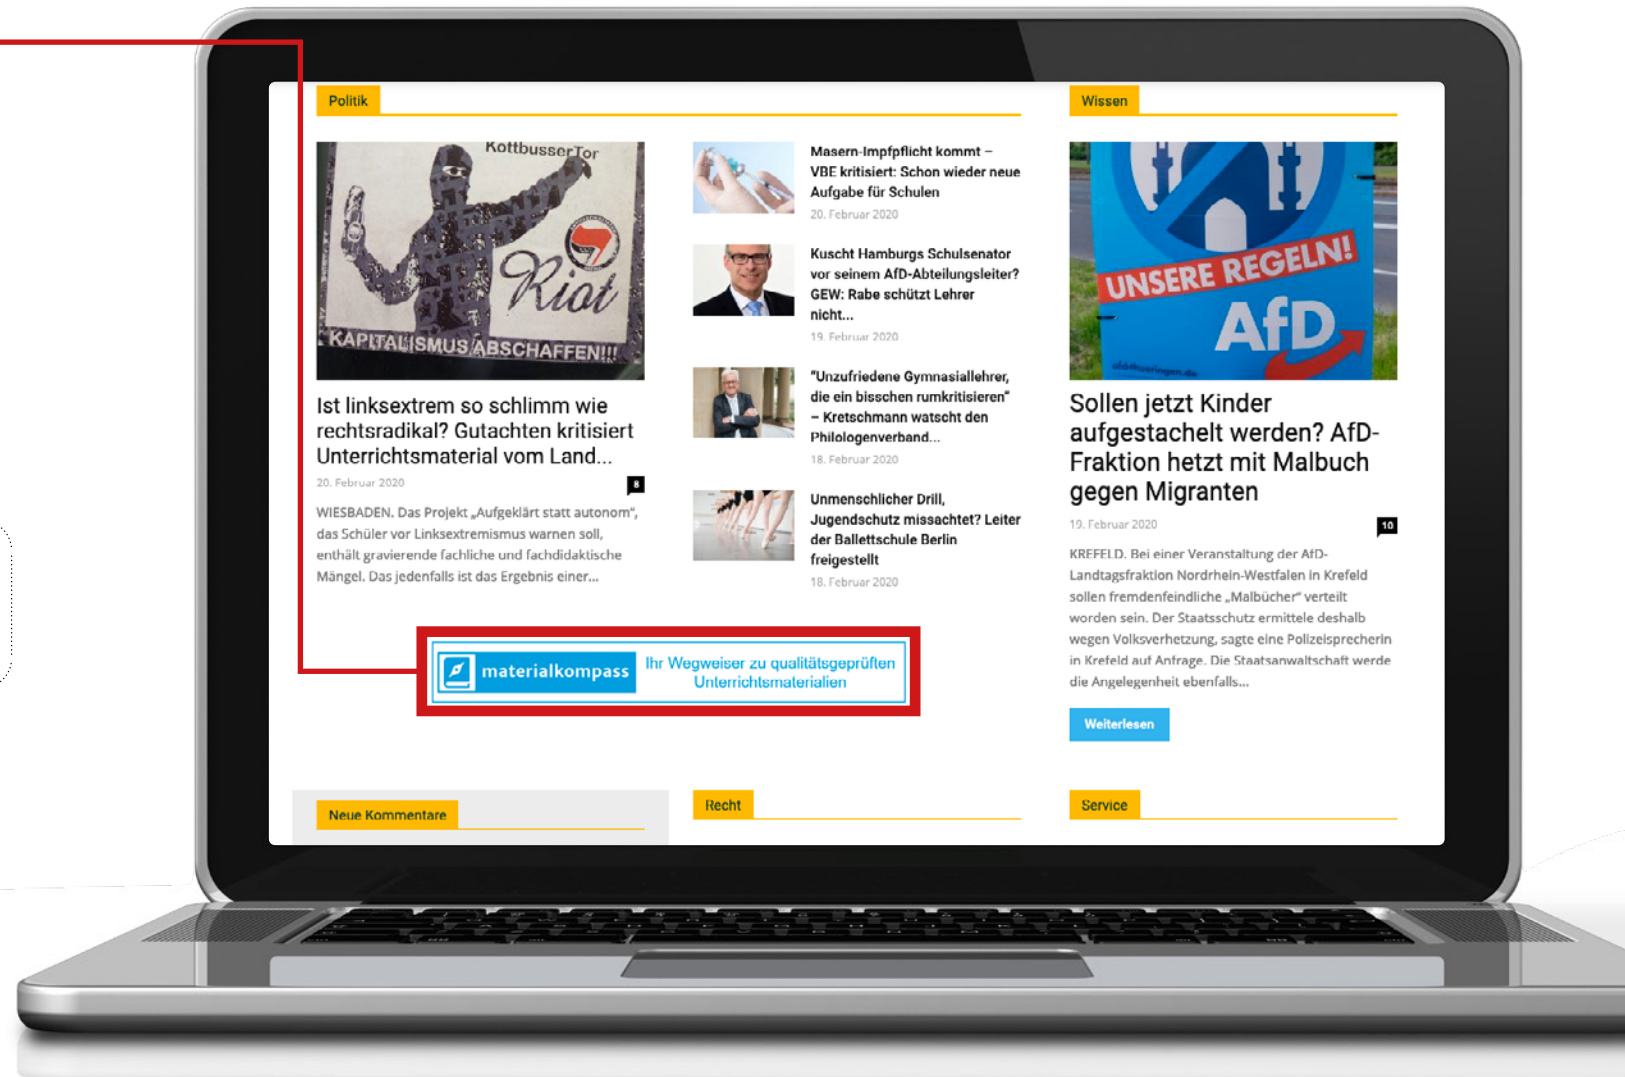 Politik
KottbusserTor
Riot
KAPITALISMUS ABSCHAFFEN!!!
Ist linksextrem so schlimm wie
rechtsradikal? Gutachten kritisiert
Unterrichtsmaterial vom Land...
20. Februar 2020
8
WIESBADEN. Das Projekt „Aufgeklärt statt autonom“,
das Schüler vor Linksextremismus warnen soll,
enthält gravierende fachliche und fachdidaktische
Mängel. Das jedenfalls ist das Ergebnis einer...
Masern-Impfpflicht kommt –
VBE kritisiert: Schon wieder neue
Aufgabe für Schulen
20. Februar 2020
Kuscht Hamburgs Schulsenator
vor seinem AfD-Abteilungsleiter?
GEW: Rabe schützt Lehrer
nicht...
19. Februar 2020
"Unzufriedene Gymnasiallehrer,
die ein bisschen rumkritisieren"
– Kretschmann watscht den
Philologenverband...
18. Februar 2020
Unmenschlicher Drill,
Jugendschutz missachtet? Leiter
der Ballettschule Berlin
freigestellt
18. Februar 2020
materialkompass
Ihr Wegweiser zu qualitätsgeprüften
Unterrichtsmaterialien
Wissen
UNSERE REGELN!
AfD
Sollen jetzt Kinder
aufgestachelt werden? AfD-
Fraktion hetzt mit Malbuch
gegen Migranten
19. Februar 2020
10
KREFELD. Bei einer Veranstaltung der AfD-
Landtagsfraktion Nordrhein-Westfalen in Krefeld
sollen fremdenfeindliche „Malbücher“ verteilt
worden sein. Der Staatsschutz ermittele deshalb
wegen Volksverhetzung, sagte eine Polizeisprecherin
in Krefeld auf Anfrage. Die Staatsanwaltschaft werde
die Angelegenheit ebenfalls...
Weiterlesen
Neue Kommentare
Recht
Service